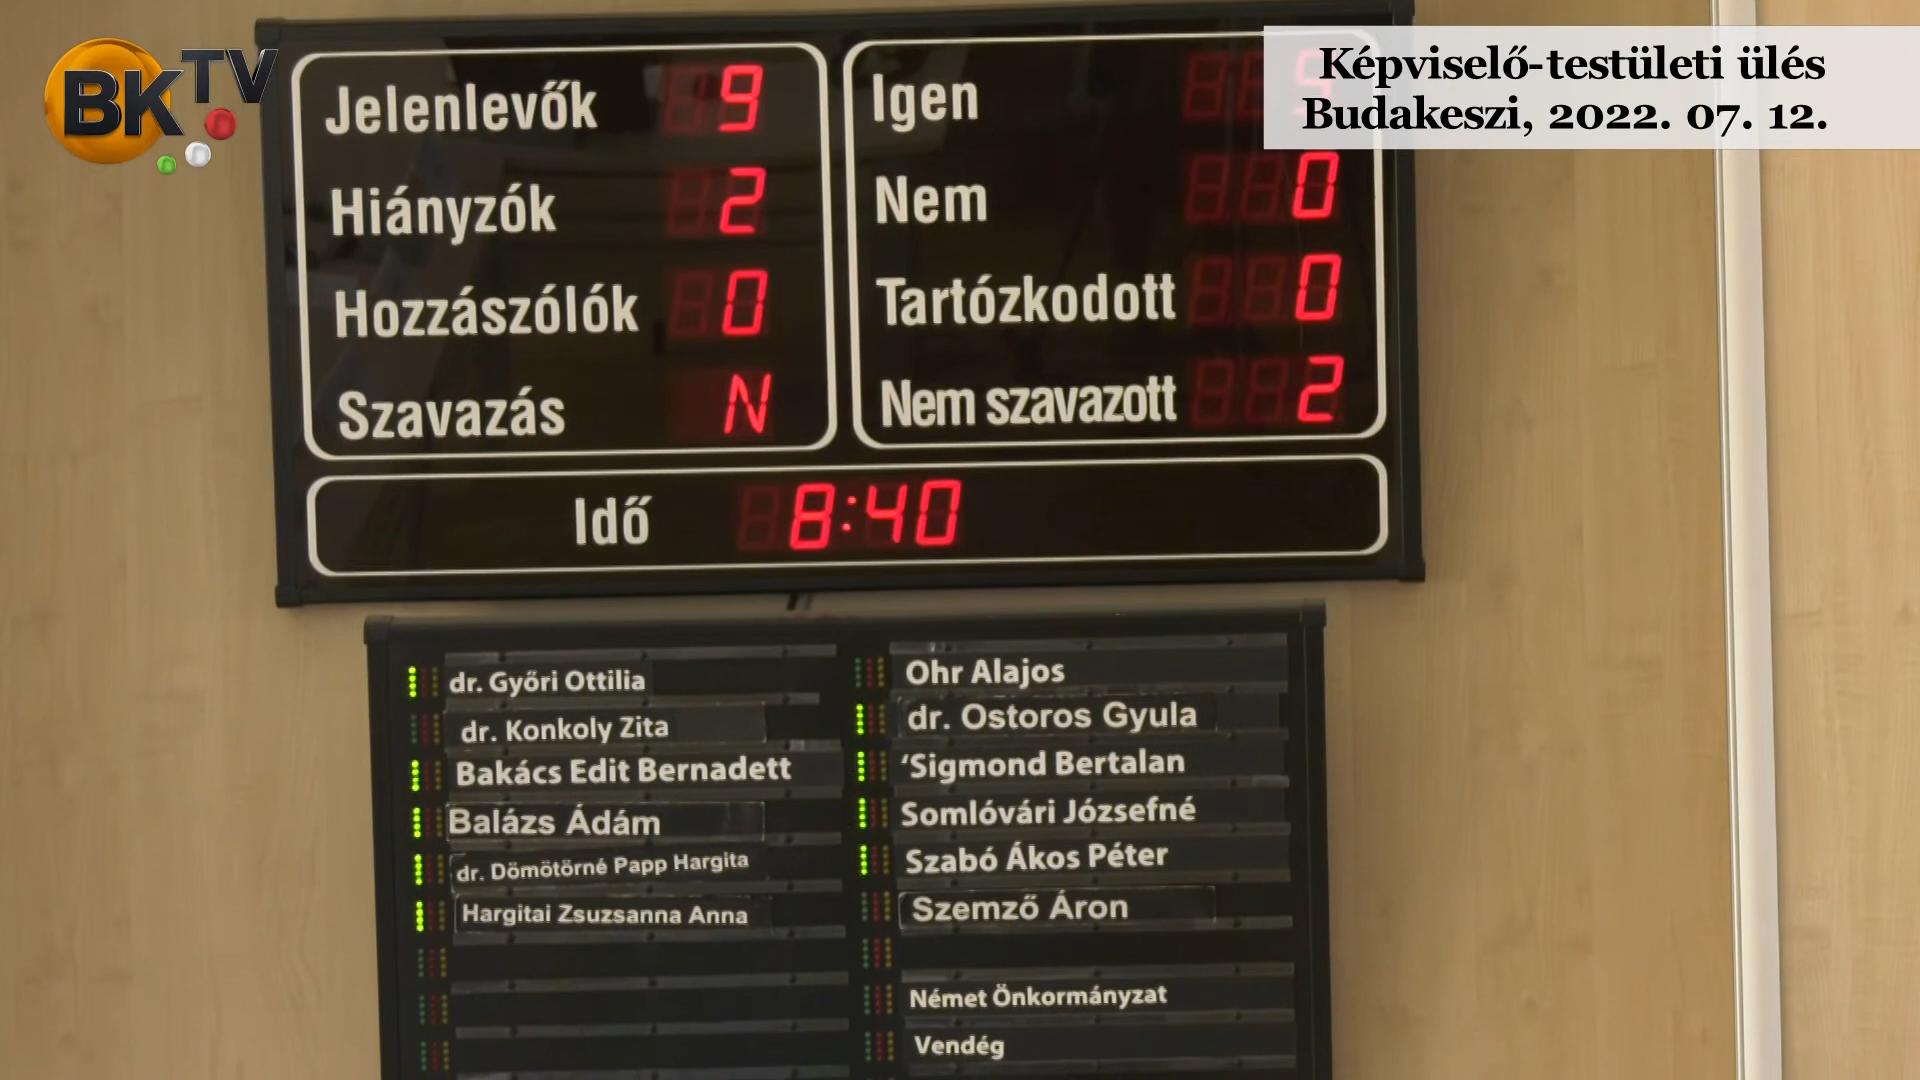 BKTV
Képviselő-testületi ülés
Budakeszi, 2022. 07. 12.
Jelenlevők 9
Hiányzók 2
Hozzászólók 0
Szavazás N
Igen 9
Nem 0
Tartózkodott 0
Nem szavazott 2
Idő 8:40
dr. Győri Ottilia
dr. Konkoly Zita
Bakács Edit Bernadett
Balázs Ádám
dr. Dömötörné Papp Hargita
Hargitai Zsuzsanna Anna
Ohr Alajos
dr. Ostoros Gyula
‘Sigmond Bertalan
Somlóvári Józsefné
Szabó Ákos Péter
Szemző Áron
Német Önkormányzat
Vendég